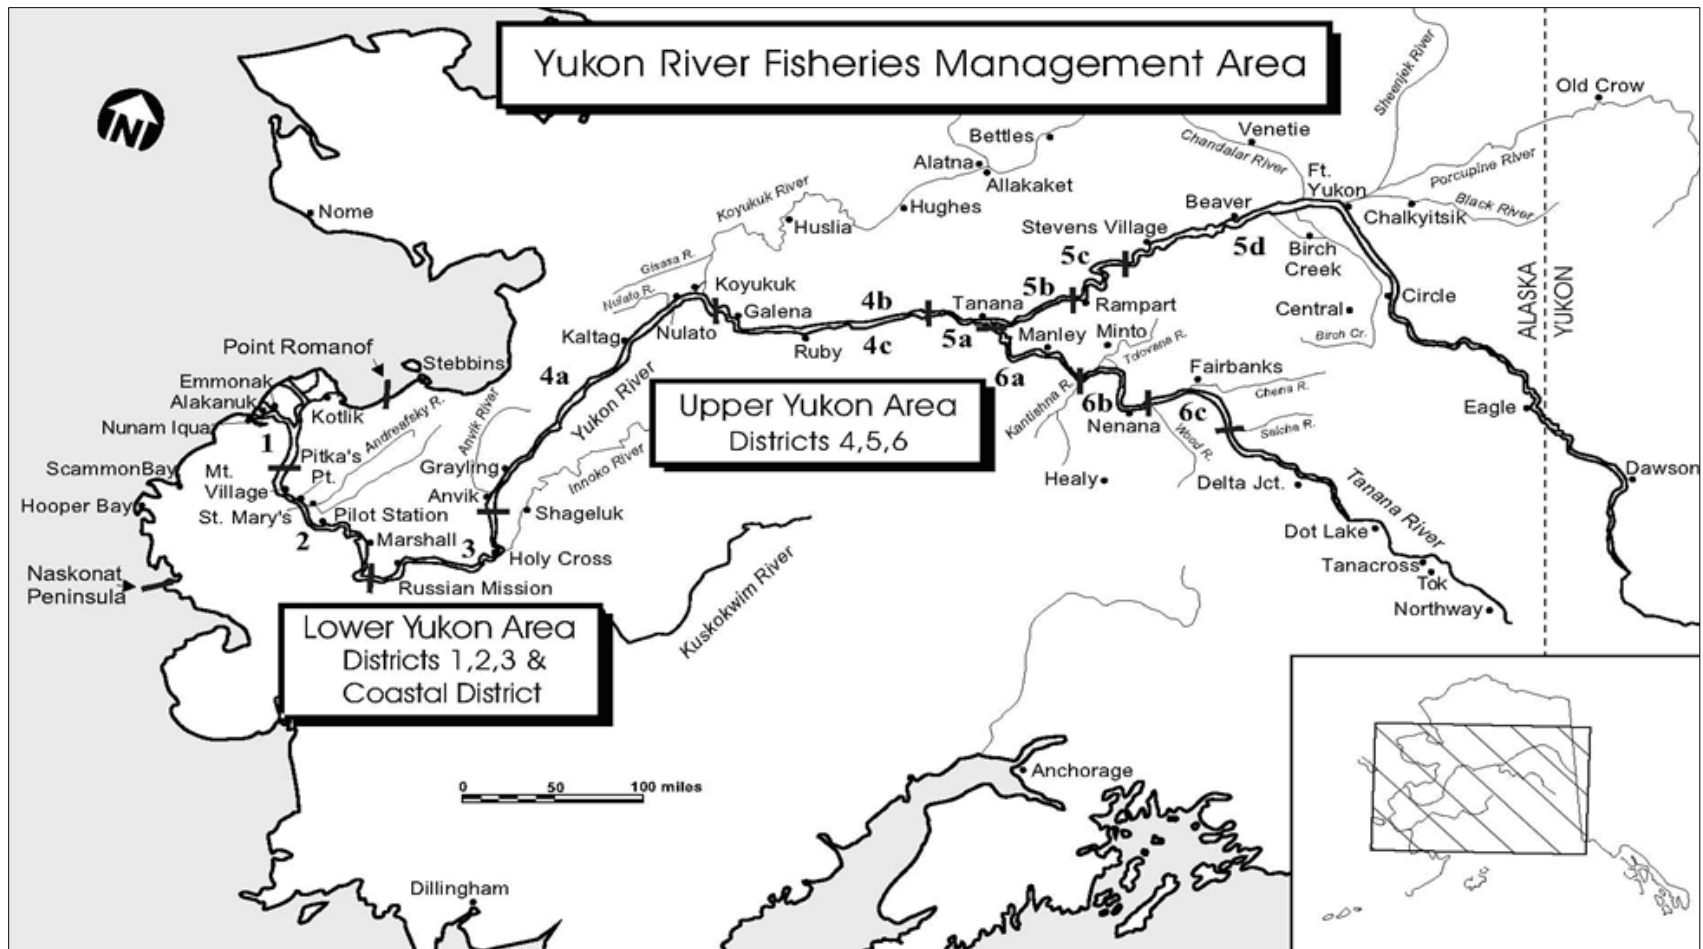 Yukon River Fisheries Management Area
N
Sheenjek River
Old Crow
Bettles
Venetie
Chandalar River
Alatna
Allakaket
Porcupine River
Ft.
Yukon
Koyukuk River
Hughes
Beaver
Chalkyitsik
Black River
Nome
Huslia
Stevens Village
5d
Birch
Creek
Gisasa R.
5c
ALASKA
YUKON
Nulato R.
Koyukuk
5b
Rampart
Circle
Galena
4b
Tanana
Central
Kaltag
Nulato
4c
5a
Manley
Minto
Birch Cr.
Ruby
Tolovana R.
Point Romanof
Stebbins
4a
6a
Fairbanks
Emmonak
Alakanuk
Kotlik
Yukon River
Upper Yukon Area
Districts 4,5,6
Kantishna R.
6b
Chena R.
Eagle
Nunam Iqua
1
Andreafsky R.
Anvik River
Nenana
6c
Salcha R.
Wood R.
Pitka's
Pt.
ScammonBay
Mt.
Village
Grayling
Innoko River
Healy
Delta Jct.
Tanana River
Dawson
Hooper Bay
Anvik
St. Mary's
Pilot Station
Shageluk
2
Marshall
3
Holy Cross
Dot Lake
Naskonat
Peninsula
Russian Mission
Tanacross
Tok
Northway
Kuskokwim River
Lower Yukon Area
Districts 1,2,3 &
Coastal District
Anchorage
0 50 100 miles
Dillingham